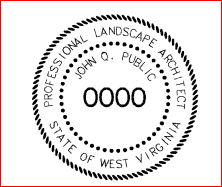 PROFESSIONAL LANDSCAPE ARCHITECT
JOHN Q. PUBLIC
0000
STATE OF WEST VIRGINIA